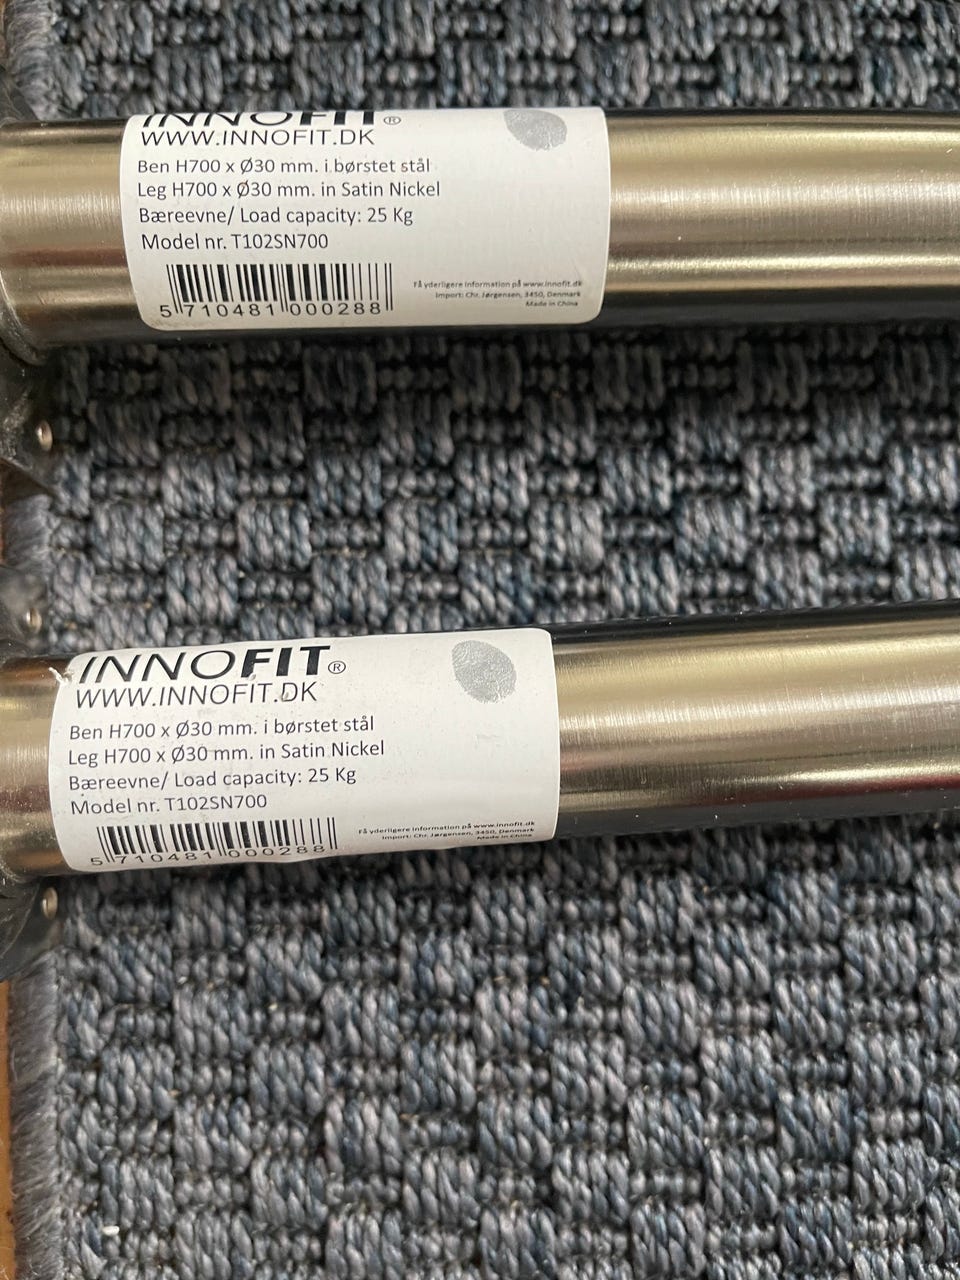 INNOFIT®
WWW.INNOFIT.DK
Ben H700 x Ø30 mm. i børstet stål
Leg H700 x Ø30 mm. in Satin Nickel
Bæreevne/ Load capacity: 25 Kg
Model nr. T102SN700
5 710481 000288
Få yderligere information på www.innofit.dk
Import: Chr. Jørgensen, 3450, Denmark
Made in China
INNOFIT®
WWW.INNOFIT.DK
Ben H700 x Ø30 mm. i børstet stål
Leg H700 x Ø30 mm. in Satin Nickel
Bæreevne/ Load capacity: 25 Kg
Model nr. T102SN700
5 710481 000288
Få yderligere information på www.innofit.dk
Import: Chr. Jørgensen, 3450, Denmark
Made in China